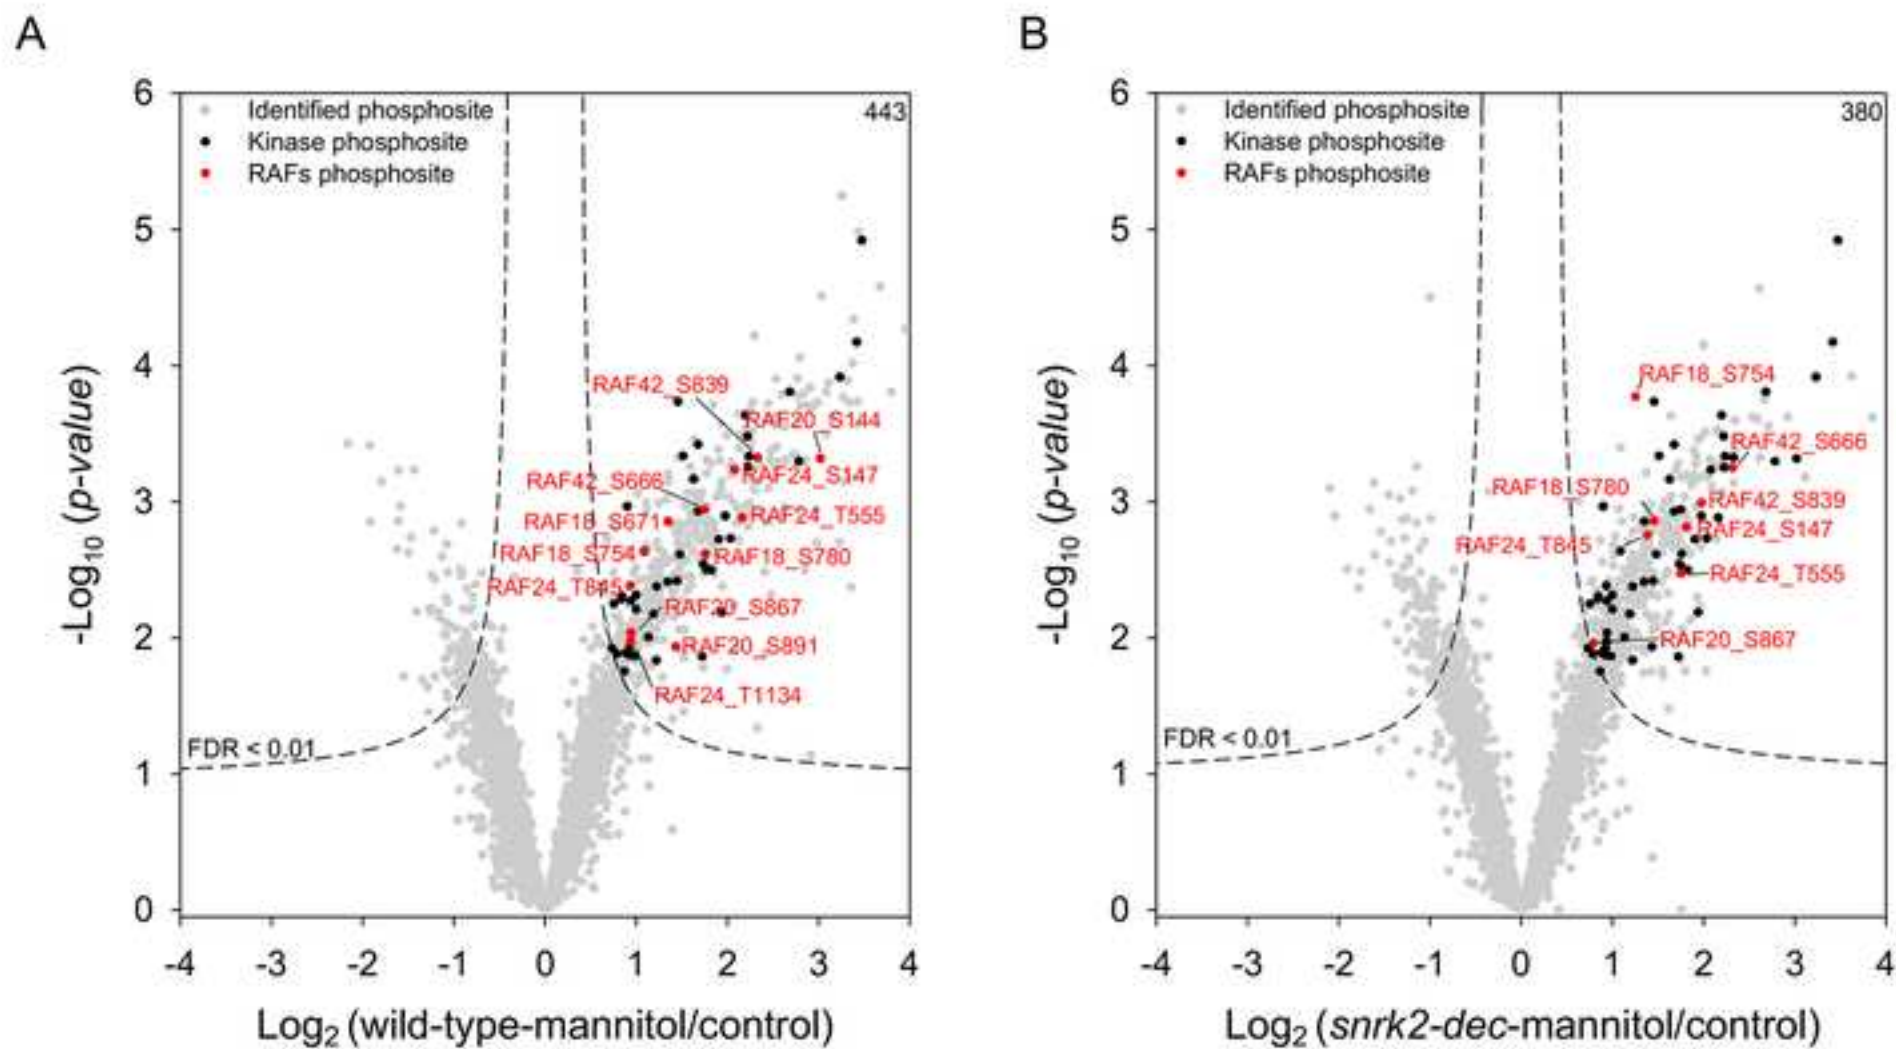 A
6
5
4
3
2
1
0
-Log10 (p-value)
Identified phosphosite
Kinase phosphosite
RAFs phosphosite
443
RAF42_S839
RAF20_S144
RAF24_S147
RAF42_S666
RAF18_S671
RAF24_T555
RAF18_S754
RAF18_S780
RAF24_T845
RAF20_S867
RAF20_S891
RAF24_T1134
FDR < 0.01
-4 -3 -2 -1 0 1 2 3 4
Log2 (wild-type-mannitol/control)
B
6
5
4
3
2
1
0
-Log10 (p-value)
Identified phosphosite
Kinase phosphosite
RAFs phosphosite
380
RAF18_S754
RAF42_S666
RAF18_S780
RAF42_S839
RAF24_S147
RAF24_T845
RAF24_T555
RAF20_S867
FDR < 0.01
-4 -3 -2 -1 0 1 2 3 4
Log2 (snrk2-dec-mannitol/control)